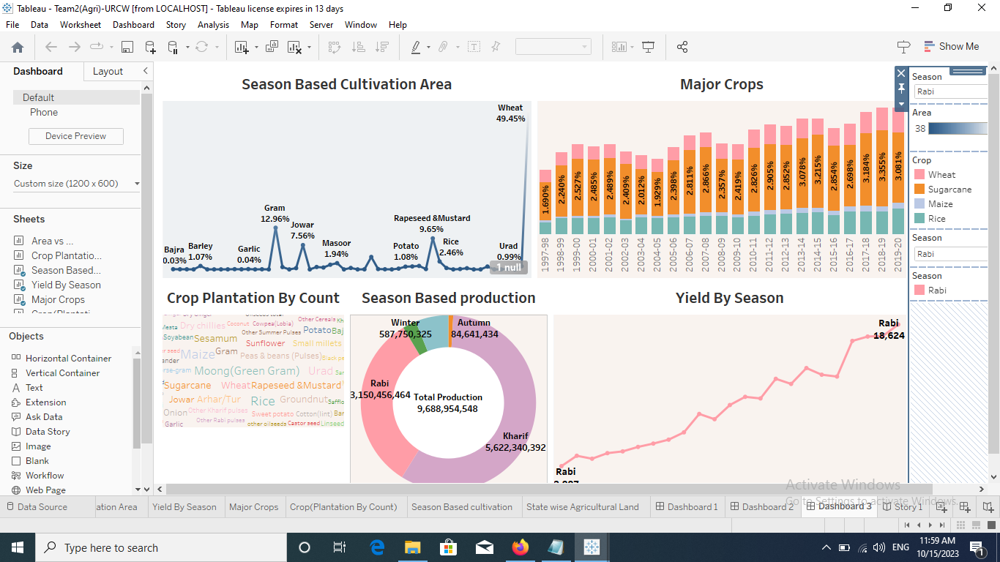 Tableau - Team2(Agri)-URCW [from LOCALHOST] - Tableau license expires in 13 days
File Data Worksheet Dashboard Story Analysis Map Format Server Window Help
Show Me
Dashboard Layout
Default
Phone
Device Preview
Size
Custom size (1200 x 600)
Sheets
Area vs ...
Crop Plantatio...
Season Based...
Yield By Season
Major Crops
Objects
Horizontal Container
Vertical Container
Text
Extension
Ask Data
Data Story
Image
Blank
Workflow
Web Page
Season Based Cultivation Area
Wheat
49.45%
Gram
12.96%
Jowar
7.56%
Rapeseed &Mustard
9.65%
Bajra
0.03%
Barley
1.07%
Garlic
0.04%
Masoor
1.94%
Potato
1.08%
Rice
2.46%
Urad
0.99%
1 null
Major Crops
1.690% 2.240% 2.527% 2.485% 2.489% 2.409% 2.012% 1.929% 2.398% 2.811% 2.866% 2.357% 2.419% 2.826% 2.905% 2.852% 3.078% 3.215% 2.854% 2.698% 3.184% 3.355% 3.081%
1997-98 1998-99 1999-00 2000-01 2001-02 2002-03 2003-04 2004-05 2005-06 2006-07 2007-08 2008-09 2009-10 2010-11 2011-12 2012-13 2013-14 2014-15 2015-16 2016-17 2017-18 2018-19 2019-20
Season
Rabi
Area
38
Crop
Wheat
Sugarcane
Maize
Rice
Season
Rabi
Season
Rabi
Crop Plantation By Count
Dry chillies Coconut Cowpea(Lobia) Other Cereals
Other Summer Pulses Potato
Soyabean Sesamum
Sunflower Small millets
Maize Gram Peas & beans (Pulses)
Moong(Green Gram) Urad
Sugarcane Wheat Rapeseed &Mustard
Jowar Arhar/Tur Rice Groundnut
Onion Other Kharif pulses Sweet potato Cotton(lint)
Garlic Other Rabi pulses other oilseeds Castor seed Linseed
Season Based production
Winter
587,750,325
Autumn
84,641,434
Rabi
3,150,456,464
Total Production
9,688,954,548
Kharif
5,622,340,392
Yield By Season
Rabi
18,624
Rabi
Activate Windows
Go to Settings to activate Windows.
Data Source ation Area Yield By Season Major Crops Crop(Plantation By Count) Season Based cultivation State wise Agricultural Land Dashboard 1 Dashboard 2 Dashboard 3 Story 1
Type here to search
ENG
11:59 AM
10/15/2023
1